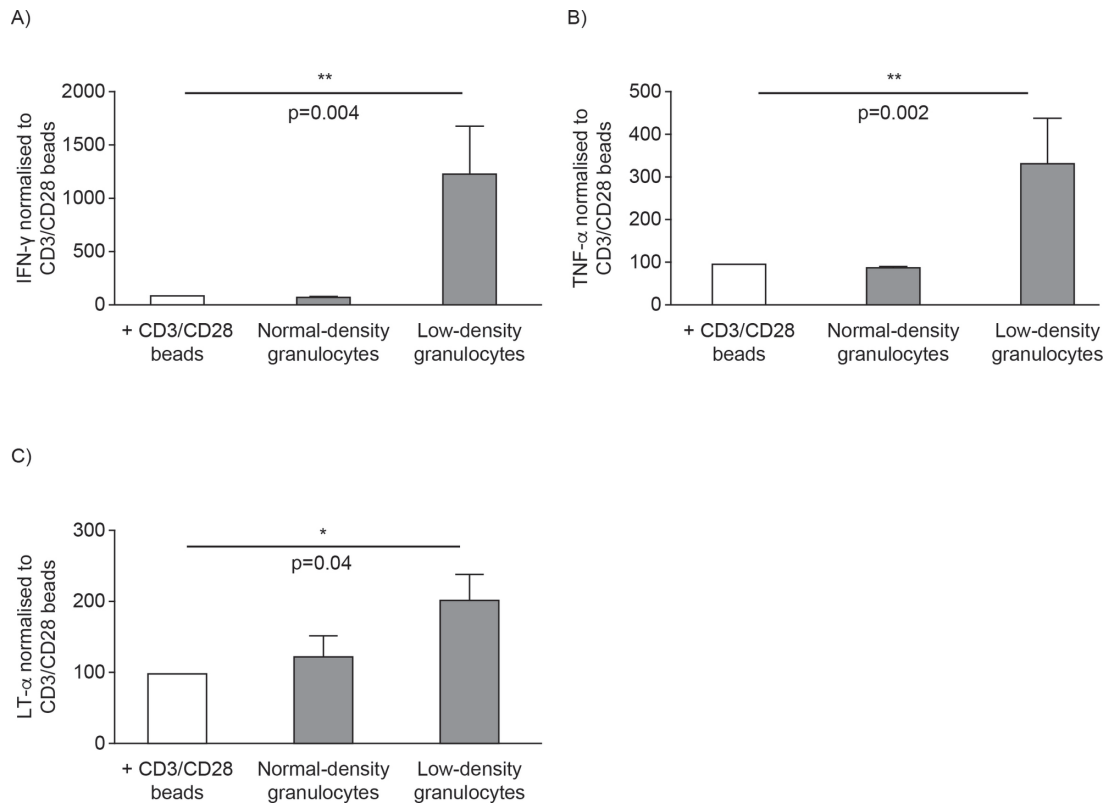 A)
**
p=0.004
IFN-γ normalised to
CD3/CD28 beads
2000
1500
1000
500
0
+ CD3/CD28
beads
Normal-density
granulocytes
Low-density
granulocytes
B)
**
p=0.002
TNF-α normalised to
CD3/CD28 beads
500
400
300
200
100
0
+ CD3/CD28
beads
Normal-density
granulocytes
Low-density
granulocytes
C)
*
p=0.04
LT-α normalised to
CD3/CD28 beads
300
200
100
0
+ CD3/CD28
beads
Normal-density
granulocytes
Low-density
granulocytes